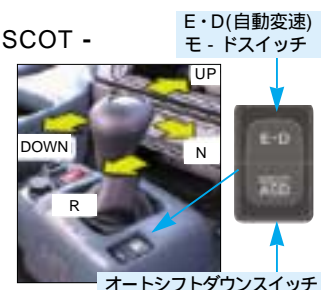 E・D(自動変速)
モ - ドスイッチ
SCOT -
UP
DOWN
N
R
E-D
ASD
オートシフトダウンスイッチ